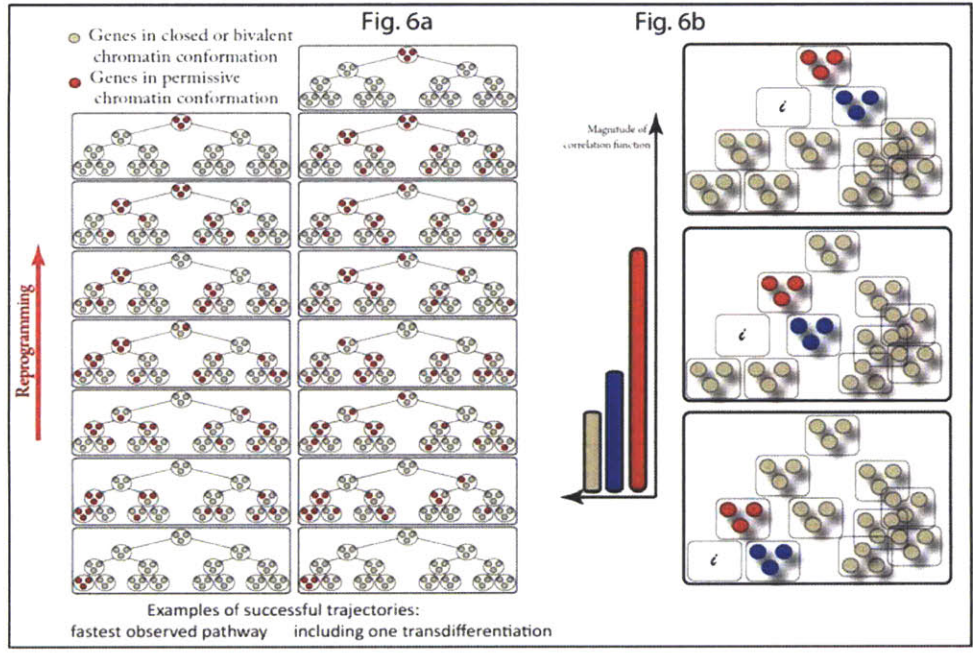 Fig. 6a
Fig. 6b
Genes in closed or bivalent
chromatin conformation
Genes in permissive
chromatin conformation
Reprogramming
Magnitude of
correlation function
i
i
i
Examples of successful trajectories:
fastest observed pathway
including one transdifferentiation